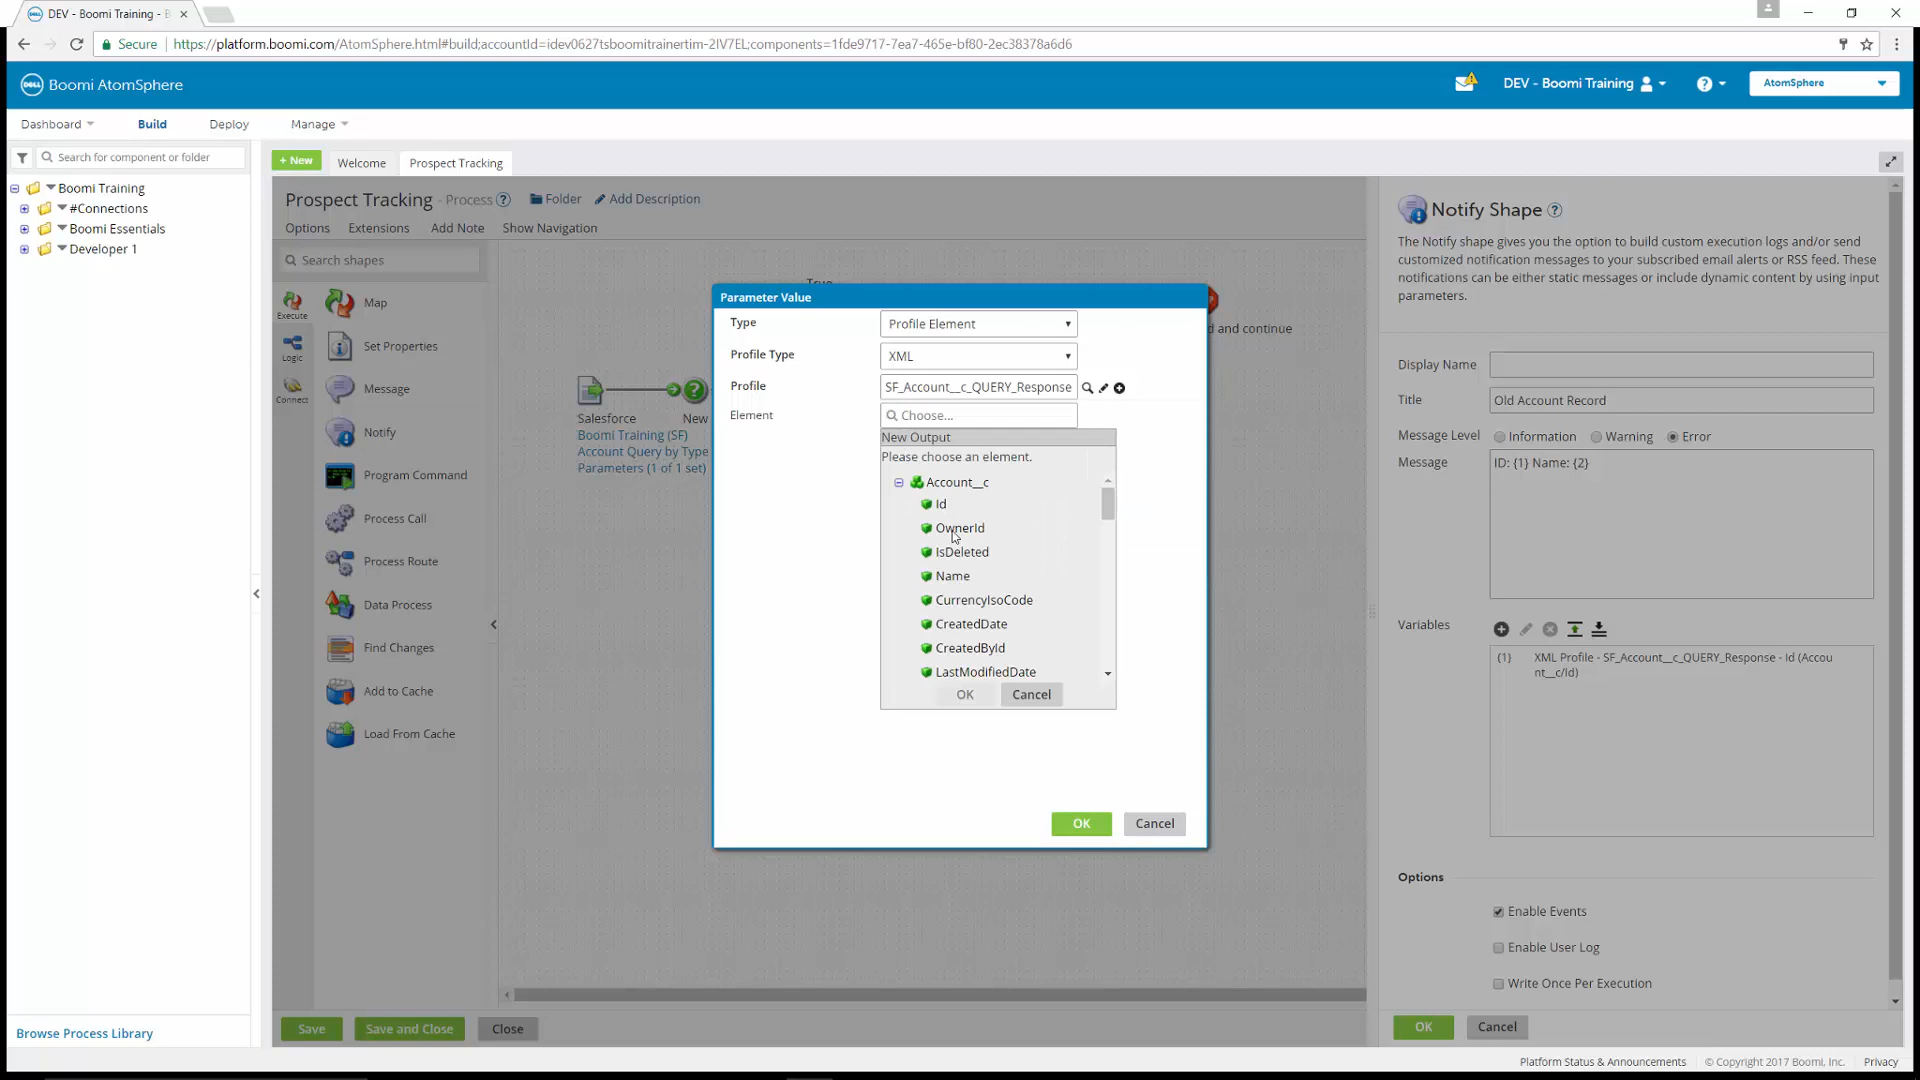 DEV - Boomi Training - B
Secure
https://platform.boomi.com/AtomSphere.html#build;accountId=idev0627tsboomitrainertim-2IV7EL;components=1fde9717-7ea7-465e-bf80-2ec38378a6d6
DELL
Boomi AtomSphere
DEV - Boomi Training
AtomSphere
Dashboard
Build
Deploy
Manage
Search for component or folder
+ New
Welcome
Prospect Tracking
Boomi Training
#Connections
Boomi Essentials
Developer 1
Prospect Tracking - Process
Folder
Add Description
Options
Extensions
Add Note
Show Navigation
Search shapes
Execute
Logic
Connect
Map
Set Properties
Message
Notify
Program Command
Process Call
Process Route
Data Process
Find Changes
Add to Cache
Load From Cache
True
d and continue
Salesforce
New
Boomi Training (SF)
Account Query by Type
Parameters (1 of 1 set)
Parameter Value
Type
Profile Element
Profile Type
XML
Profile
SF_Account__c_QUERY_Response
Element
Choose...
New Output
Please choose an element.
Account__c
Id
OwnerId
IsDeleted
Name
CurrencyIsoCode
CreatedDate
CreatedById
LastModifiedDate
OK
Cancel
OK
Cancel
Notify Shape
The Notify shape gives you the option to build custom execution logs and/or send
customized notification messages to your subscribed email alerts or RSS feed. These
notifications can be either static messages or include dynamic content by using input
parameters.
Display Name
Title
Old Account Record
Message Level
Information
Warning
Error
Message
ID: {1} Name: {2}
Variables
{1}
XML Profile - SF_Account__c_QUERY_Response - Id (Accou
nt__c/Id)
Options
Enable Events
Enable User Log
Write Once Per Execution
OK
Cancel
Save
Save and Close
Close
Browse Process Library
Platform Status & Announcements
© Copyright 2017 Boomi, Inc.
Privacy